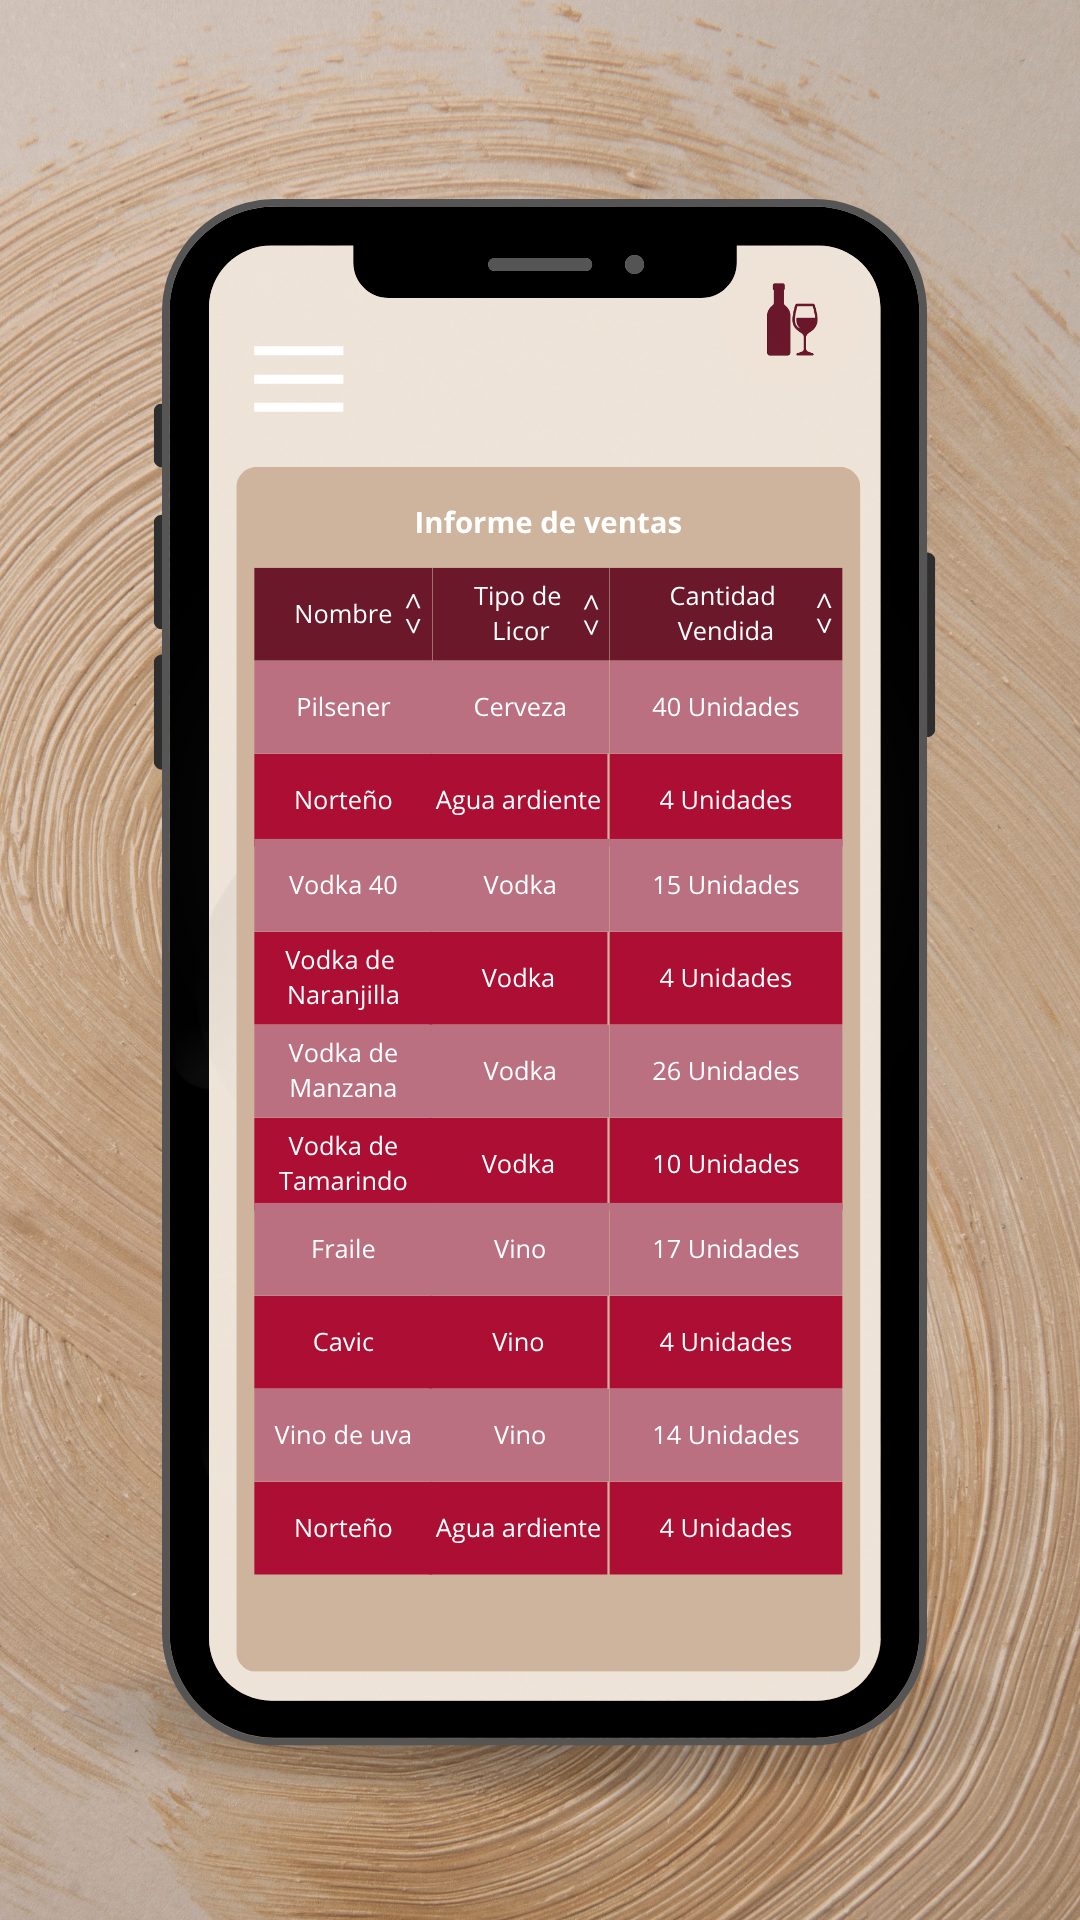 Informe de ventas
Nombre
Tipo de
Licor
Cantidad
Vendida
Pilsener Cerveza 40 Unidades
Norteño Agua ardiente 4 Unidades
Vodka 40 Vodka 15 Unidades
Vodka de
Naranjilla
Vodka 4 Unidades
Vodka de
Manzana
Vodka 26 Unidades
Vodka de
Tamarindo
Vodka 10 Unidades
Fraile Vino 17 Unidades
Cavic Vino 4 Unidades
Vino de uva Vino 14 Unidades
Norteño Agua ardiente 4 Unidades